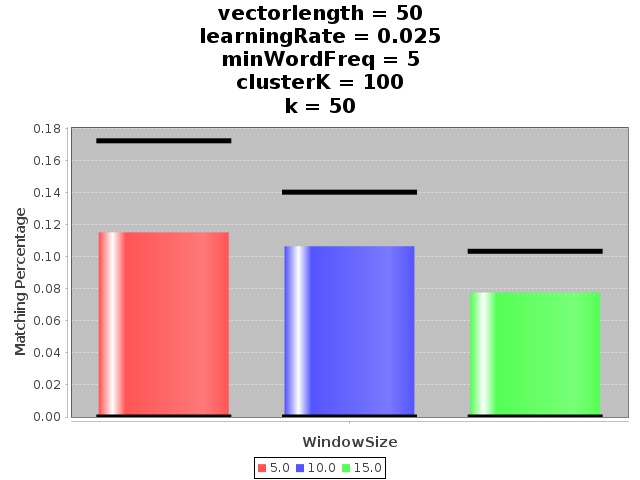 vectorlength = 50
learningRate = 0.025
minWordFreq = 5
clusterK = 100
k = 50
0.18
0.16
0.14
0.12
0.10
0.08
0.06
0.04
0.02
0.00
Matching Percentage
WindowSize
5.0 10.0 15.0